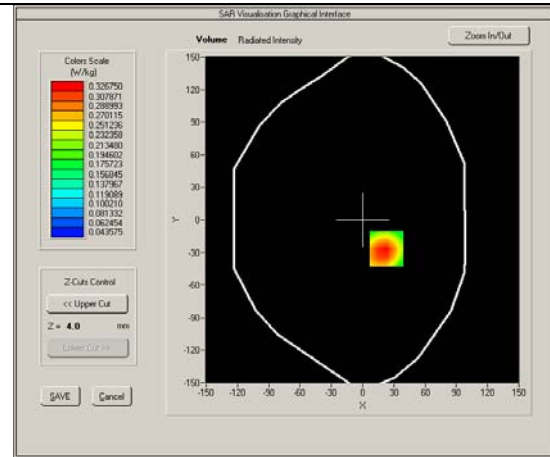 SAR Visualisation Graphical Interface
Volume Radiated Intensity
Zoom In/Out
Colors Scale
(W/kg)
0.326750
0.307871
0.288993
0.270115
0.251236
0.232358
0.213480
0.194602
0.175723
0.156845
0.137967
0.119089
0.100210
0.081332
0.062454
0.043575
Z-Cuts Control
<< Upper Cut
Z = 4.0 mm
Lower Cut >>
SAVE Cancel
150
120
90
60
30
0
-30
-60
-90
-120
-150
Y
-150 -120 -90 -60 -30 0 30 60 90 120 150
X